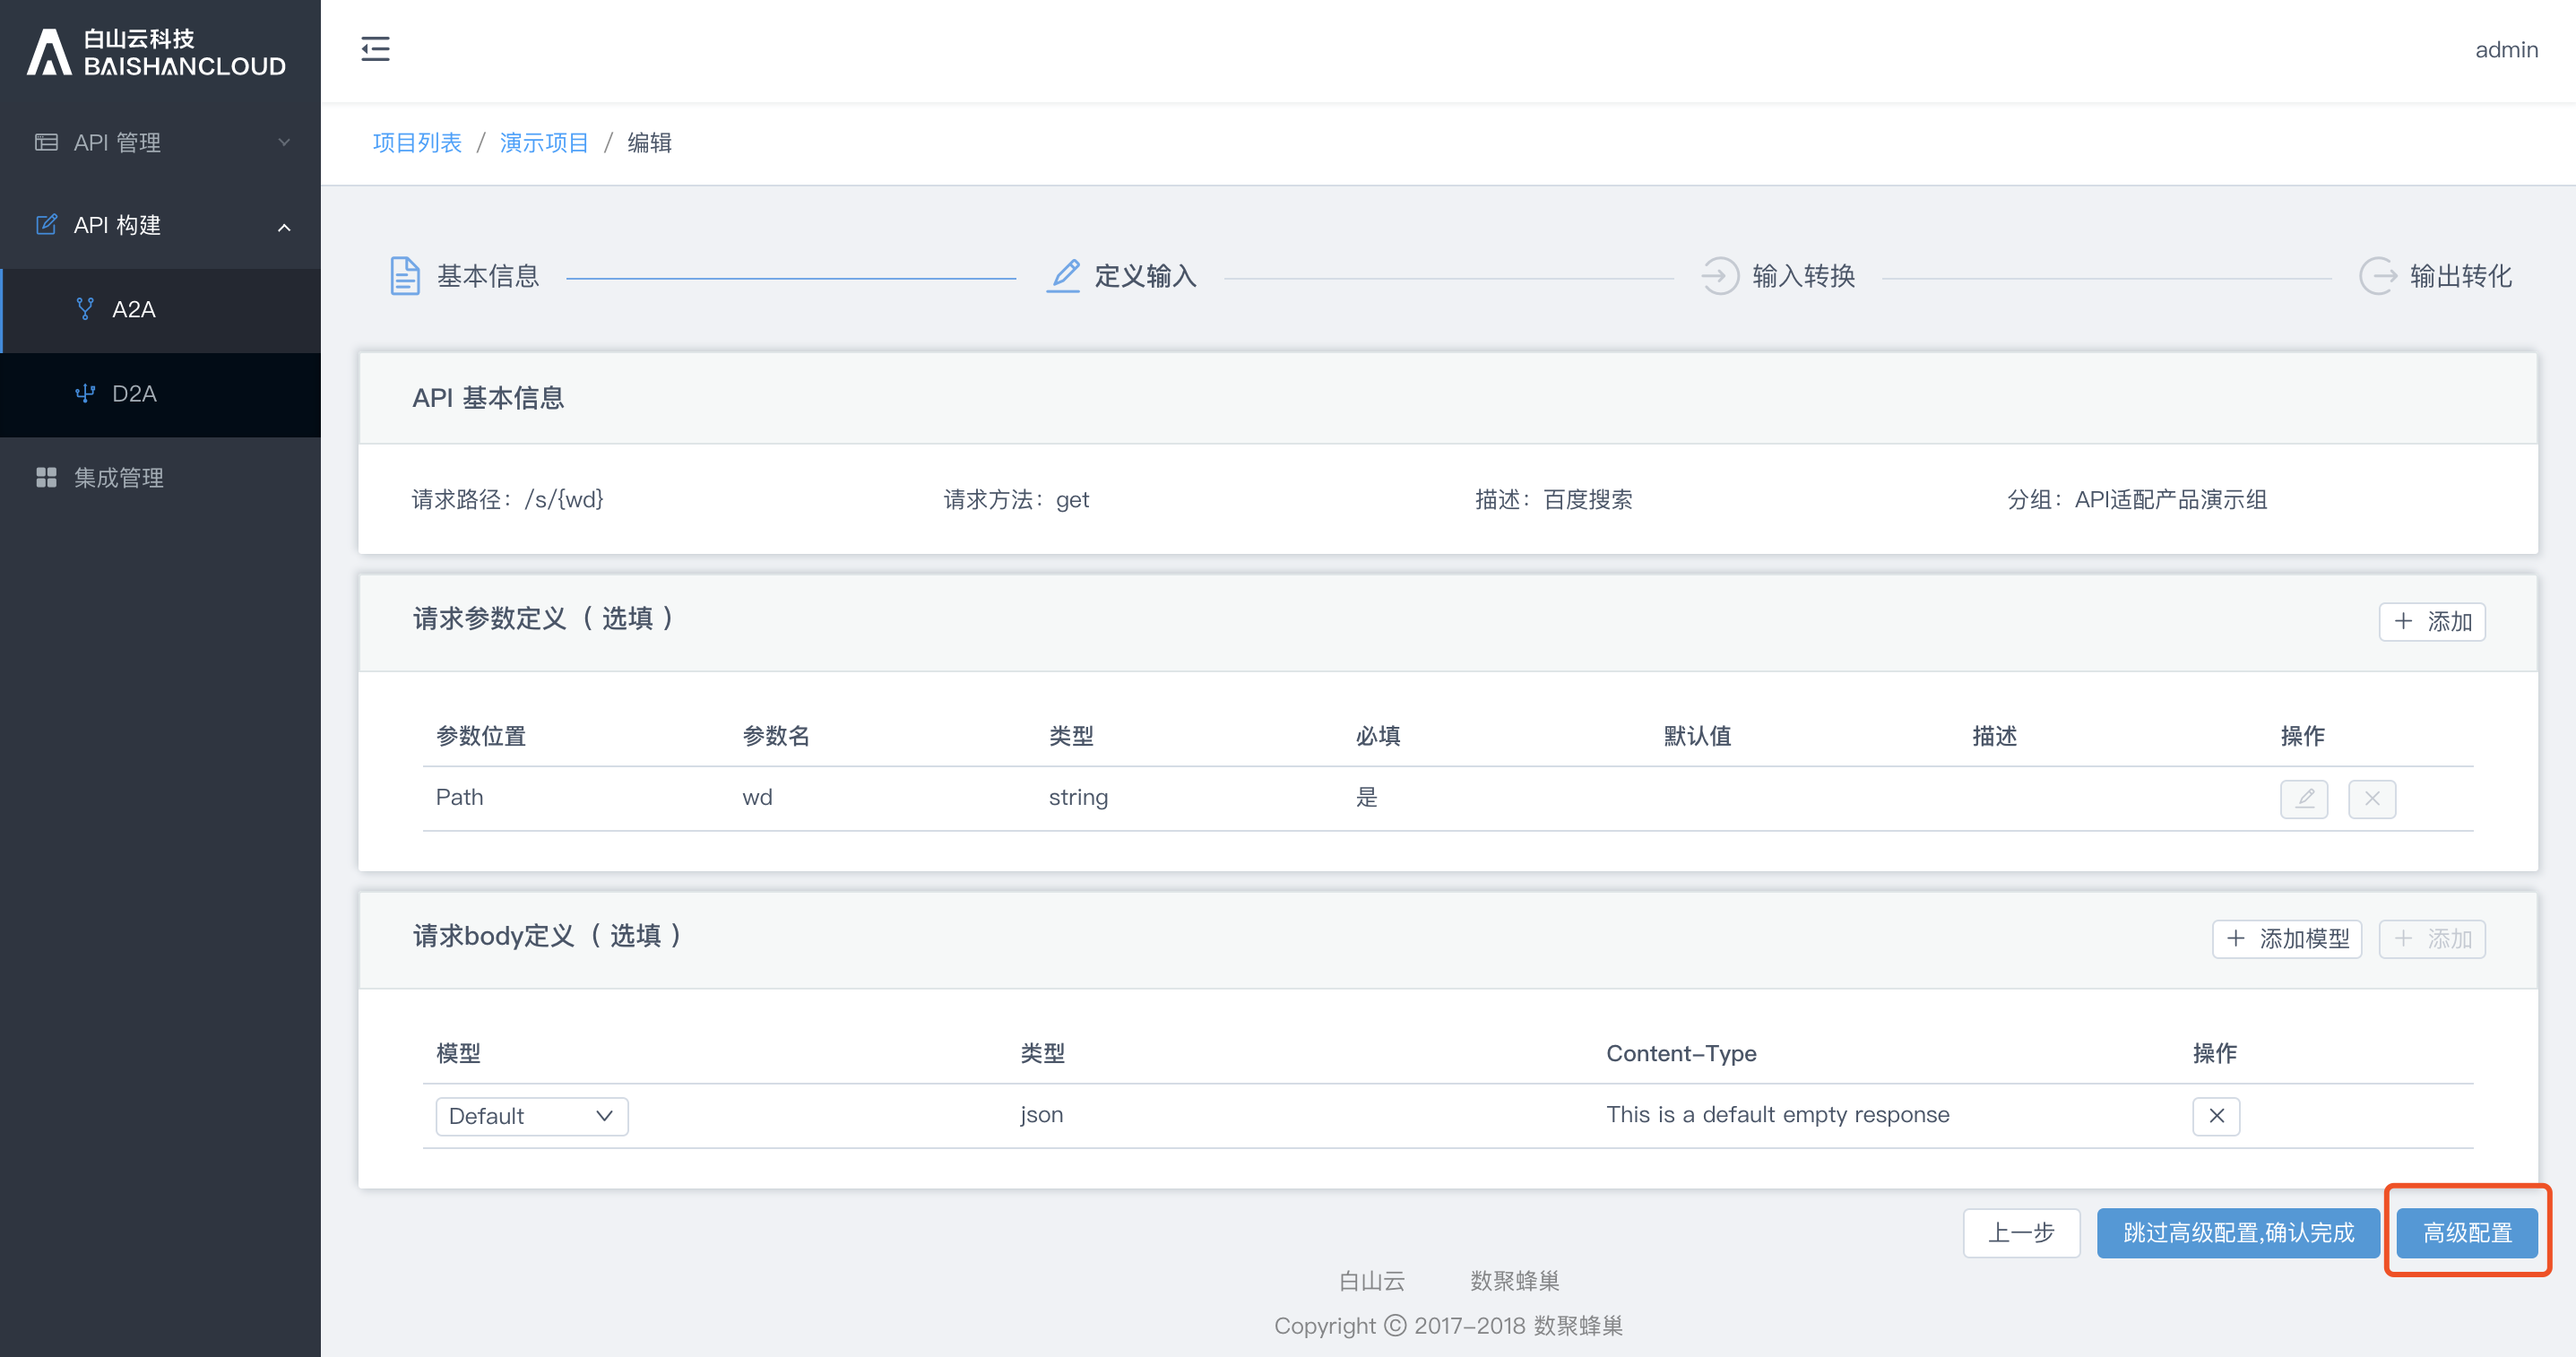 白山云科技
BAISHANCLOUD
admin
API 管理
API 构建
A2A
D2A
集成管理
项目列表 / 演示项目 / 编辑
基本信息 定义输入 输入转换 输出转化
API 基本信息
请求路径：/s/{wd} 请求方法：get 描述：百度搜索 分组：API适配产品演示组
请求参数定义（选填） + 添加
参数位置 参数名 类型 必填 默认值 描述 操作
Path wd string 是
请求body定义（选填） + 添加模型 + 添加
模型 类型 Content-Type 操作
Default json This is a default empty response
上一步 跳过高级配置,确认完成 高级配置
白山云 数聚蜂巢
Copyright © 2017-2018 数聚蜂巢